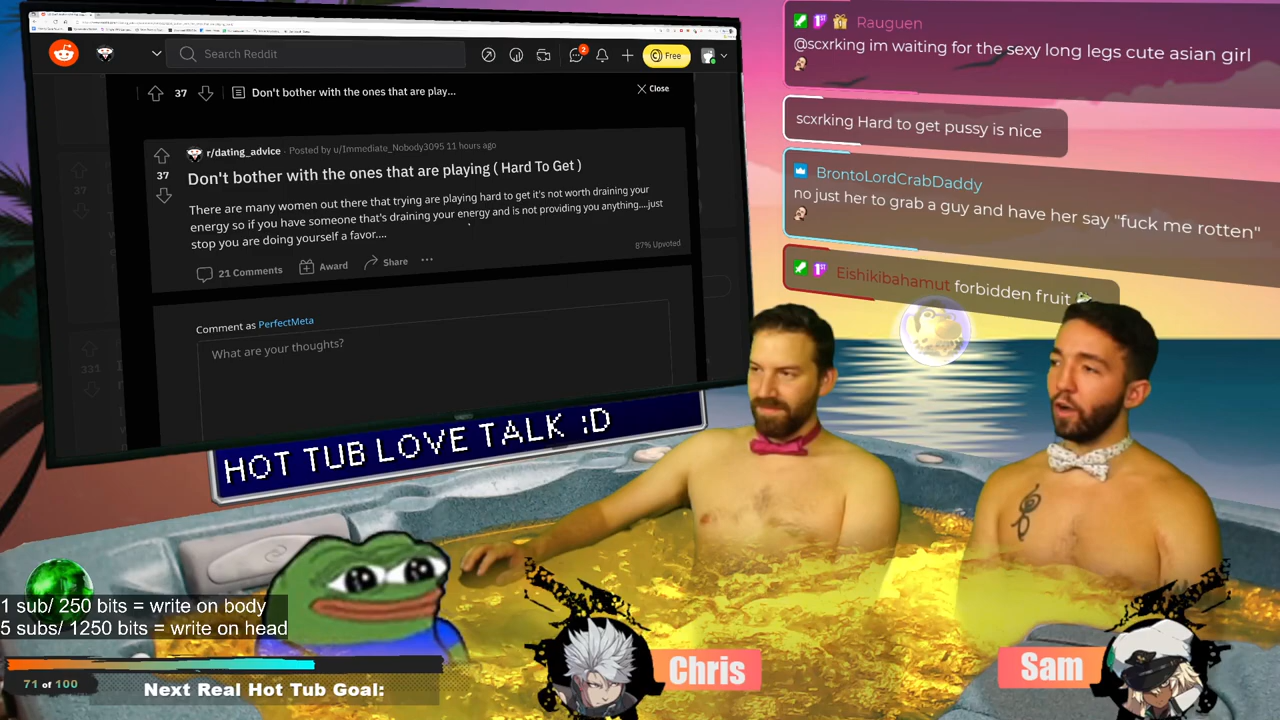 Search Reddit
2
Free
37
Don't bother with the ones that are play...
Close
37
r/dating_advice · Posted by u/Immediate_Nobody3095 11 hours ago
Don't bother with the ones that are playing ( Hard To Get )
There are many women out there that trying are playing hard to get it's not worth draining your
energy so if you have someone that's draining your energy and is not providing you anything....just
stop you are doing yourself a favor....
87% Upvoted
21 Comments
Award
Share
Comment as PerfectMeta
What are your thoughts?
37
331
HOT TUB LOVE TALK :D
Rauguen
@scxrking im waiting for the sexy long legs cute asian girl
scxrking Hard to get pussy is nice
BrontoLordCrabDaddy
no just her to grab a guy and have her say "fuck me rotten"
Eishikibahamut forbidden fruit
1 sub/ 250 bits = write on body
5 subs/ 1250 bits = write on head
71 of 100
Next Real Hot Tub Goal:
Chris
Sam